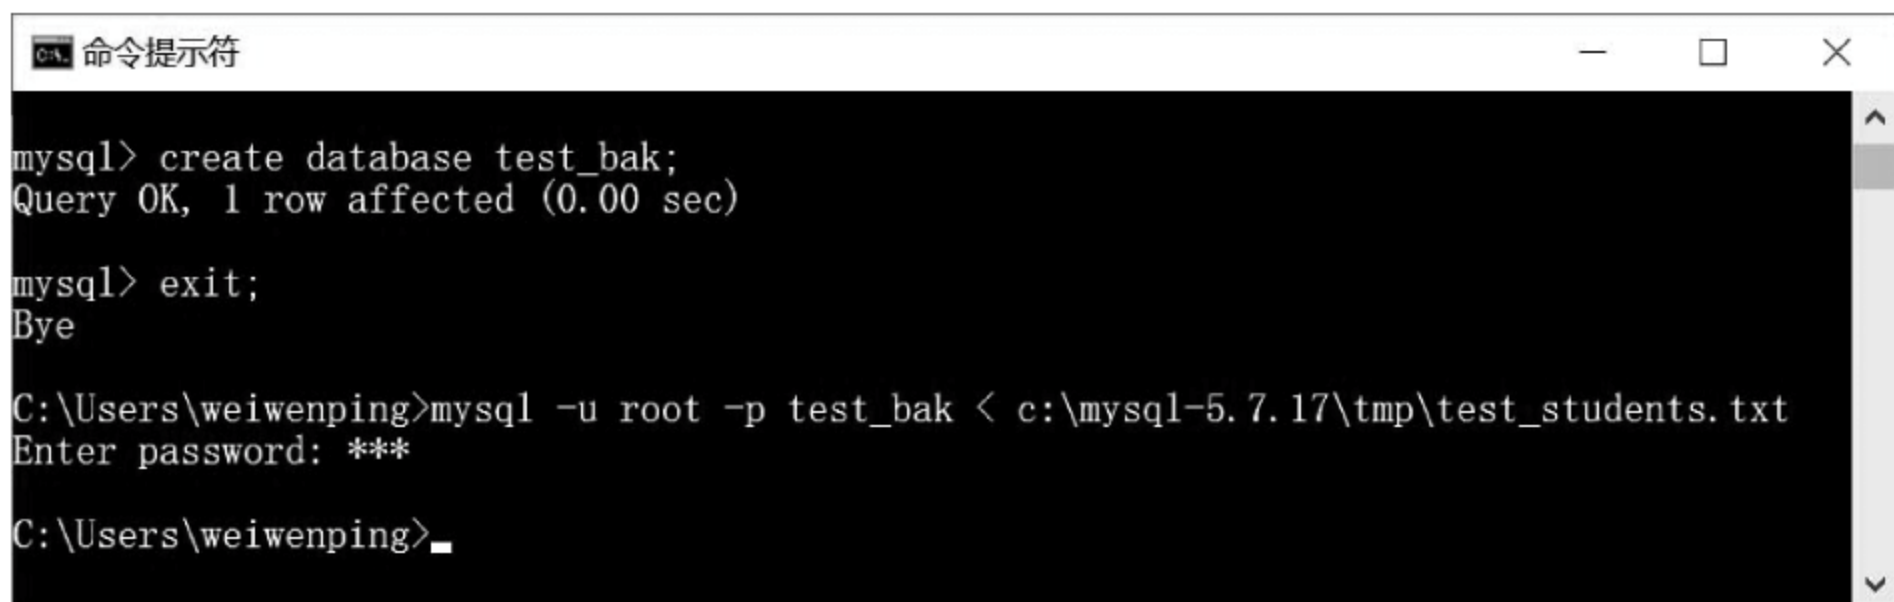 命令提示符
mysql> create database test_bak;
Query OK, 1 row affected (0.00 sec)
mysql> exit;
Bye
C:\Users\weiwenping>mysql -u root -p test_bak < c:\mysql-5.7.17\tmp\test_students.txt
Enter password: ***
C:\Users\weiwenping>